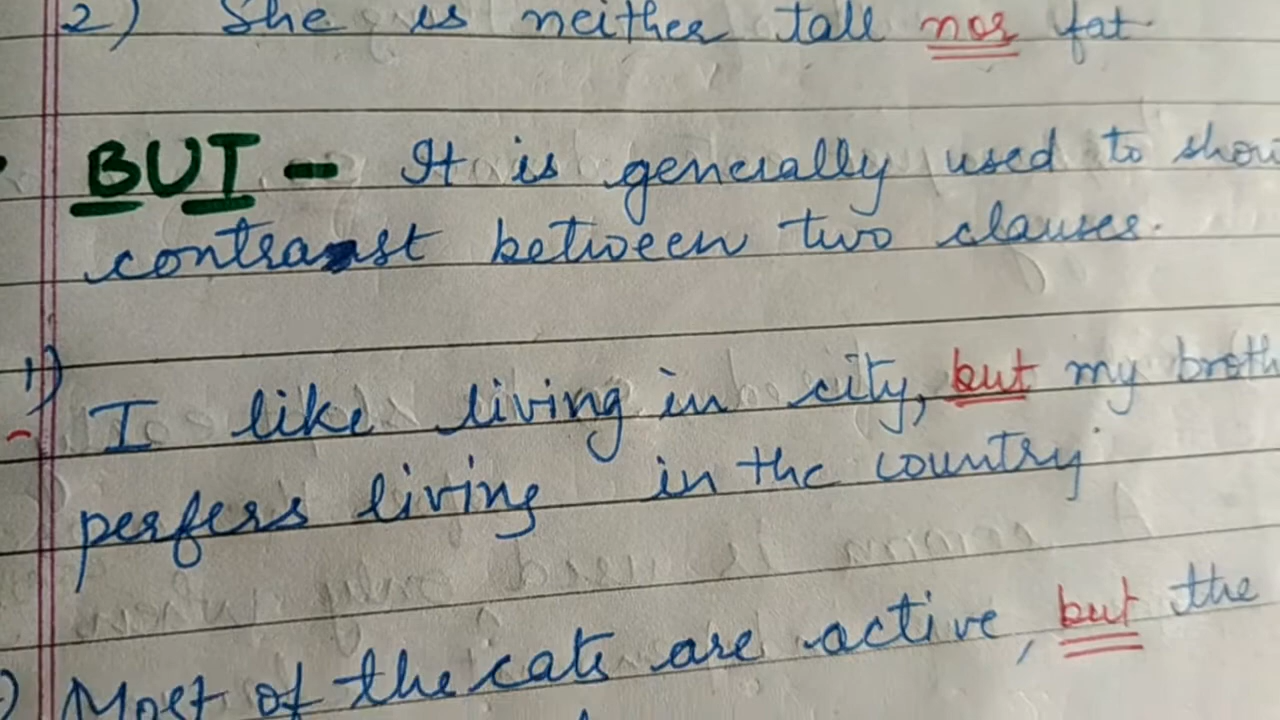 2) She is neither tall nor fat
BUT - It is generally used to show
contrast between two clauses.
1) I like living in city, but my broth
perfers living in the country
) Most of the cats are active, but the